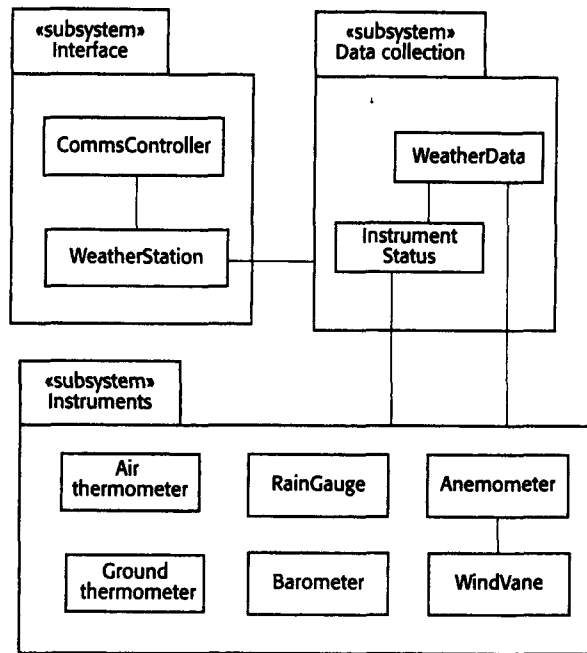 «subsystem»
Interface
CommsController
WeatherStation
«subsystem»
Data collection
WeatherData
Instrument
Status
«subsystem»
Instruments
Air
thermometer
RainGauge
Anemometer
Ground
thermometer
Barometer
WindVane